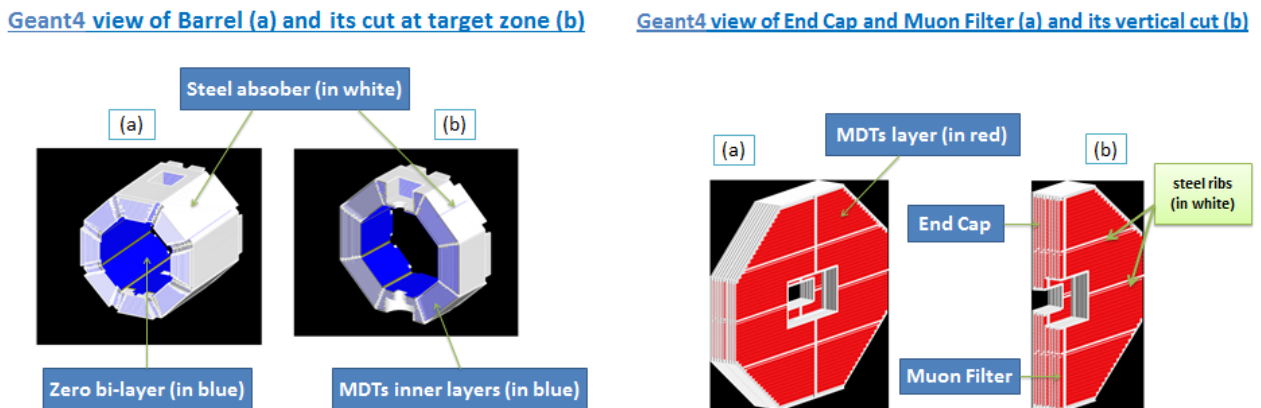 Geant4 view of Barrel (a) and its cut at target zone (b)
Steel absober (in white)
(a)
(b)
Zero bi-layer (in blue)
MDTs inner layers (in blue)
Geant4 view of End Cap and Muon Filter (a) and its vertical cut (b)
MDTs layer (in red)
(a)
(b)
steel ribs
(in white)
End Cap
Muon Filter